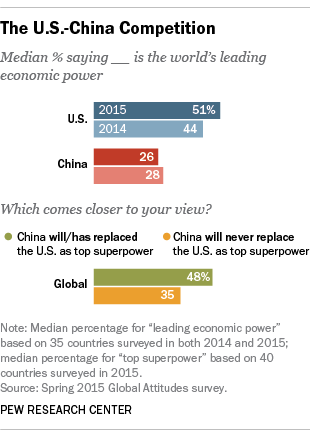 The U.S.-China Competition
Median % saying __ is the world's leading
economic power
U.S.
2015 51%
2014 44
China
26
28
Which comes closer to your view?
China will/has replaced
the U.S. as top superpower
China will never replace
the U.S. as top superpower
Global
48%
35
Note: Median percentage for “leading economic power”
based on 35 countries surveyed in both 2014 and 2015;
median percentage for “top superpower” based on 40
countries surveyed in 2015.
Source: Spring 2015 Global Attitudes survey.
PEW RESEARCH CENTER